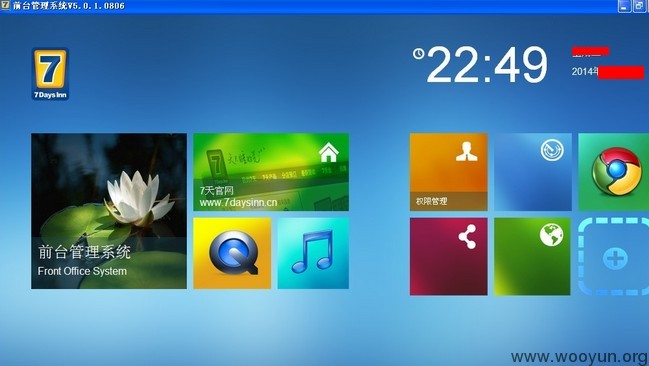 前台管理系统V5.0.1.0806
7
7DaysInn
22:49
2014年
7天官网
www.7daysinn.cn
权限管理
前台管理系统
Front Office System
www.wooyun.org